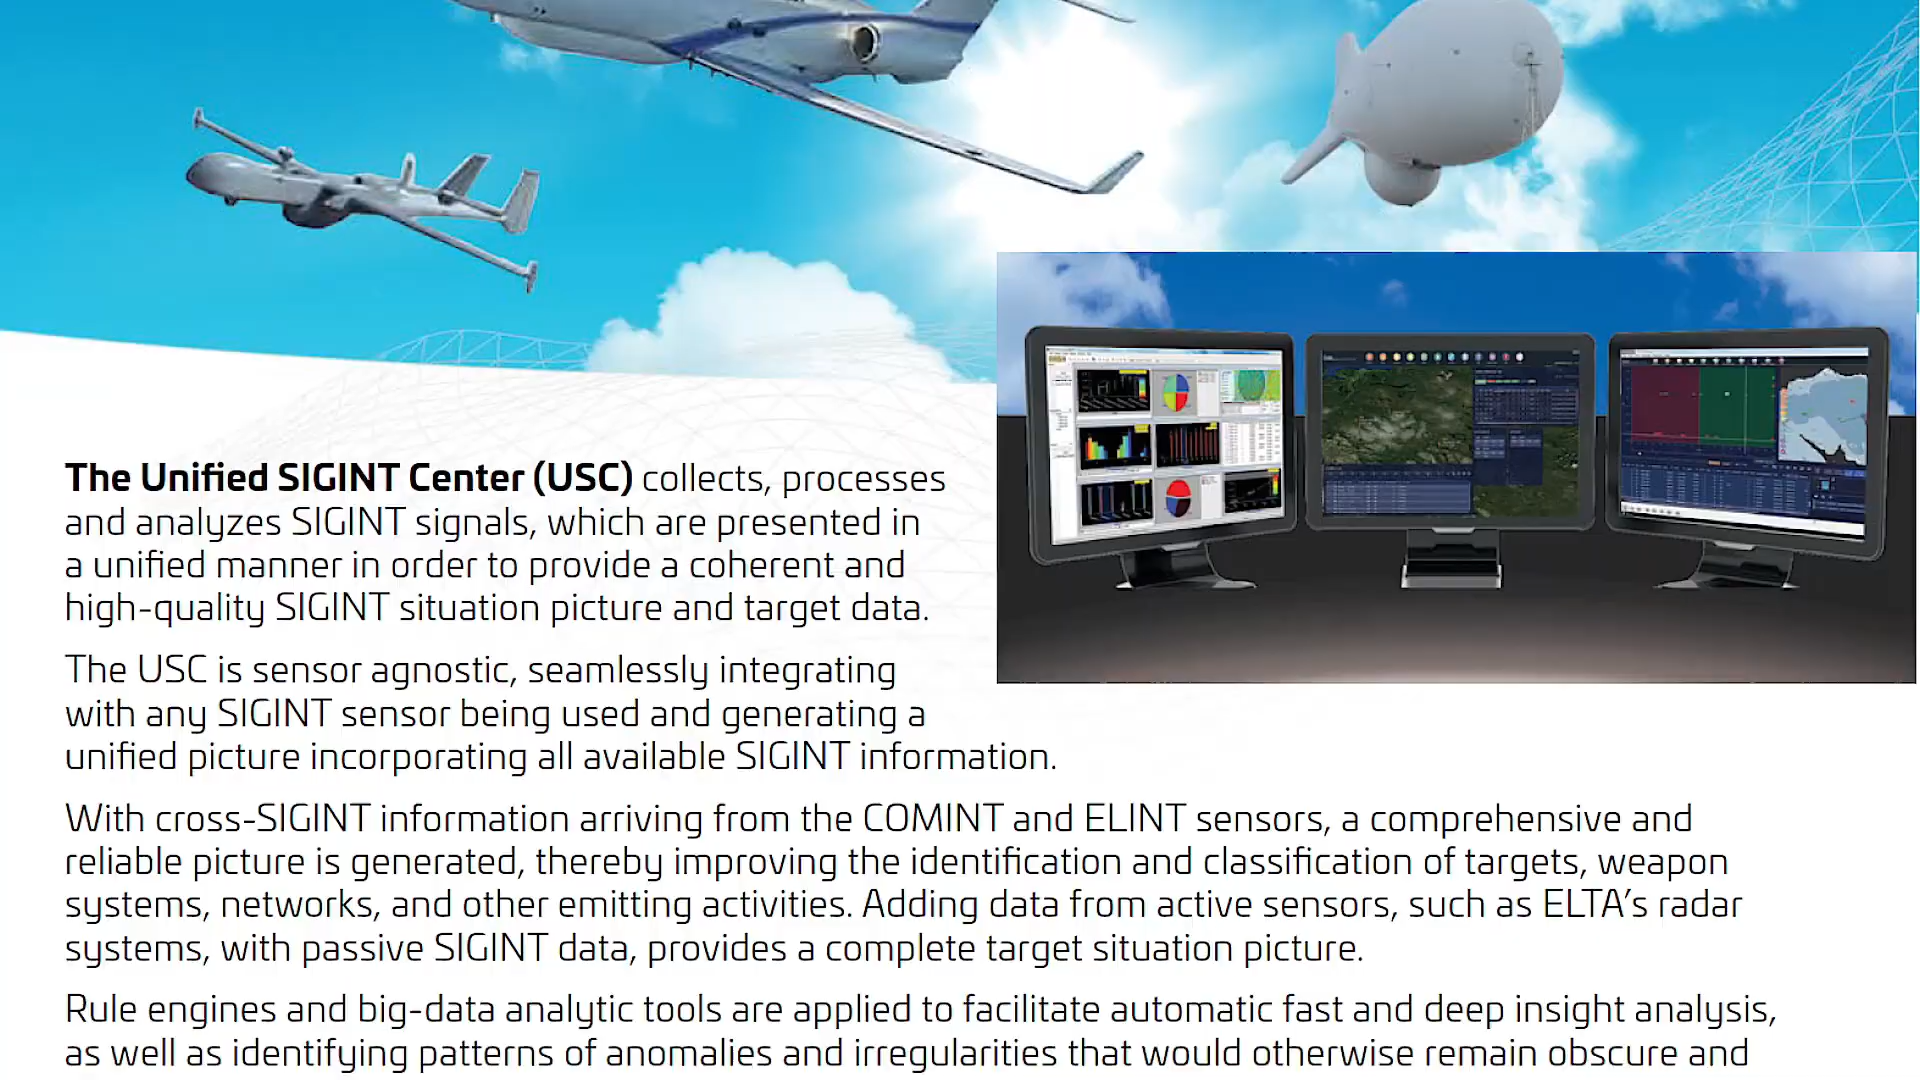 The Unified SIGINT Center (USC) collects, processes
and analyzes SIGINT signals, which are presented in
a unified manner in order to provide a coherent and
high-quality SIGINT situation picture and target data.
The USC is sensor agnostic, seamlessly integrating
with any SIGINT sensor being used and generating a
unified picture incorporating all available SIGINT information.
With cross-SIGINT information arriving from the COMINT and ELINT sensors, a comprehensive and
reliable picture is generated, thereby improving the identification and classification of targets, weapon
systems, networks, and other emitting activities. Adding data from active sensors, such as ELTA's radar
systems, with passive SIGINT data, provides a complete target situation picture.
Rule engines and big-data analytic tools are applied to facilitate automatic fast and deep insight analysis,
as well as identifying patterns of anomalies and irregularities that would otherwise remain obscure and